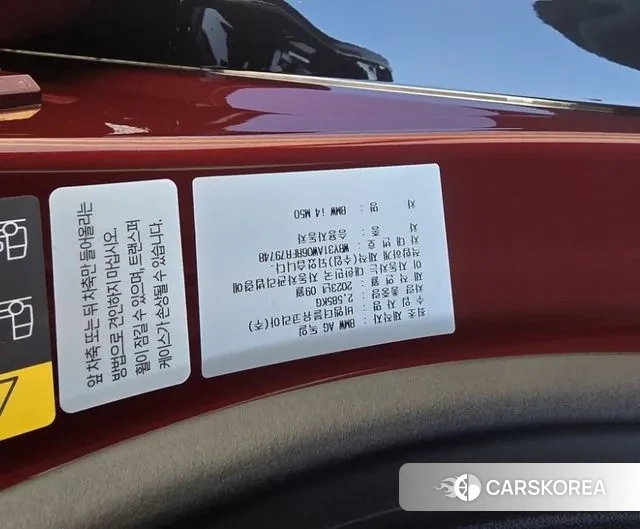 앞 차축 또는 뒤 차축만 들어올리는
방법으로 견인하지 마십시오.
휠이 잠길 수 있으며, 트랜스퍼
케이스가 손상될 수 있습니다.
최초 제작자 : BMW AG 독일
수 입 자 : 비엠더블유코리아(주)
차량 총중량 : 2,585KG
제 작 연 월 : 2023년 09월
이 자동차는 대한민국 자동차관리법령에
적합하게 제작(수입)되었습니다.
차 대 번 호 : WBY31AW06RFR79748
차 종 : 승용자동차
차 명 : BMW i4 M50
CARSKOREA